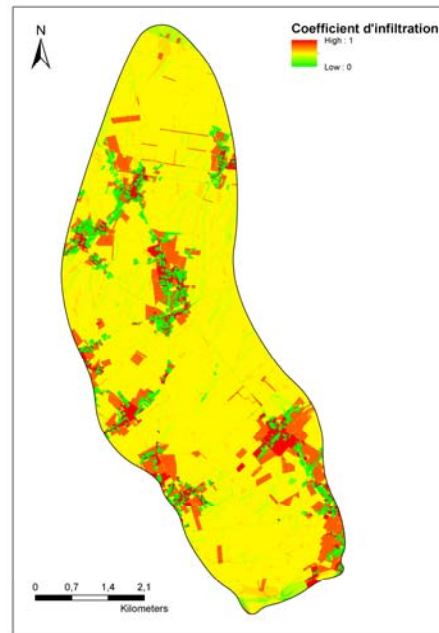 N
Coefficient d'infiltration
High : 1
Low : 0
0 0,7 1,4 2,1
Kilometers